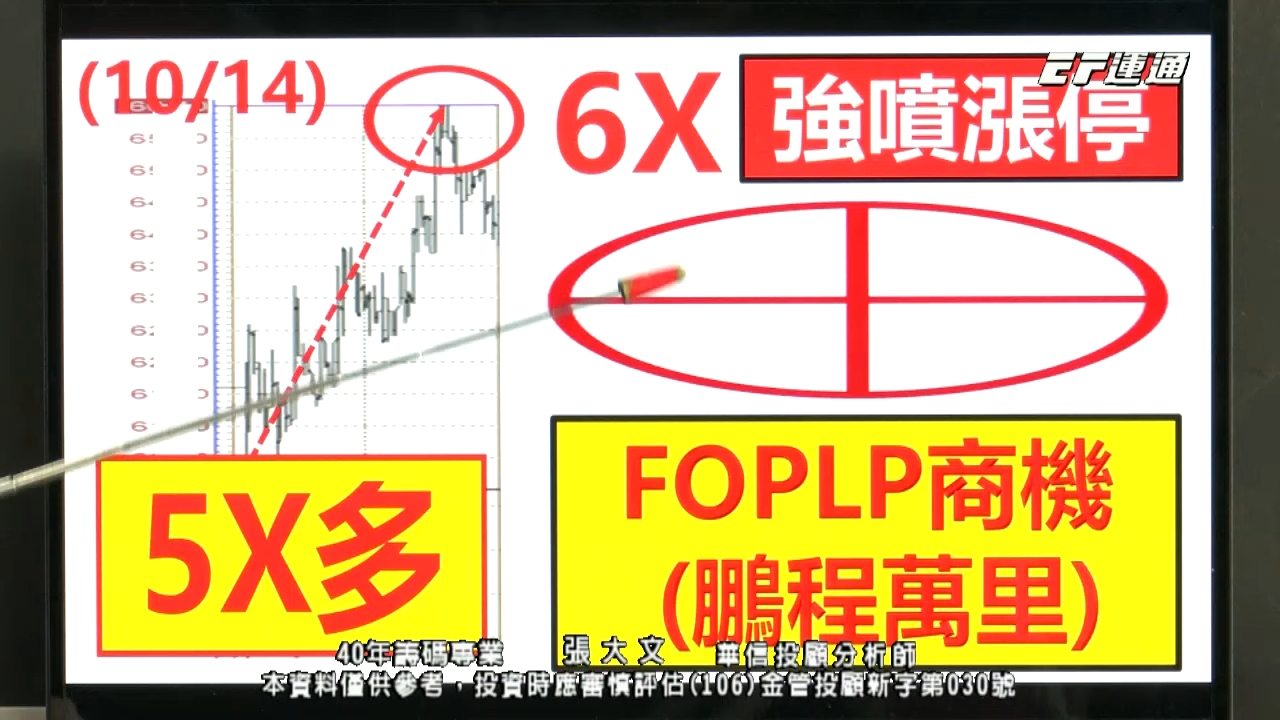 (10/14)
6X
強噴漲停
ET運通
5X多
FOPLP商機
(鵬程萬里)
40年籌碼專業 張大文 華信投顧分析師
本資料僅供參考,投資時應審慎評估(106)金管投顧新字第030號